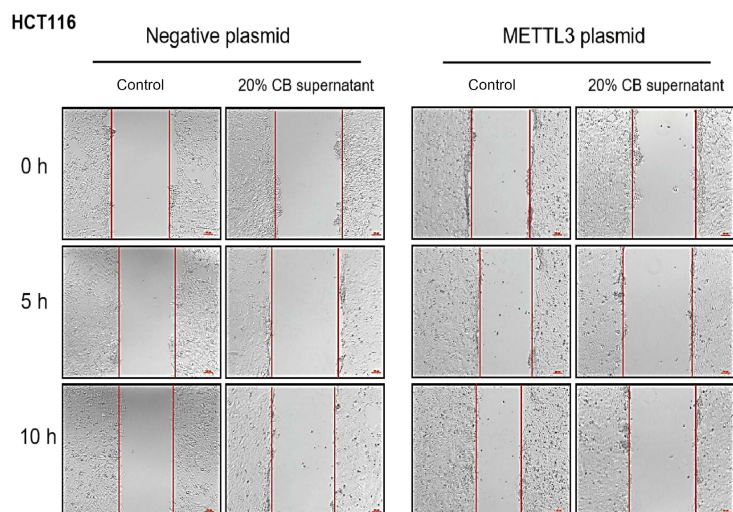 HCT116
Negative plasmid
METTL3 plasmid
Control
20% CB supernatant
Control
20% CB supernatant
0 h
5 h
10 h